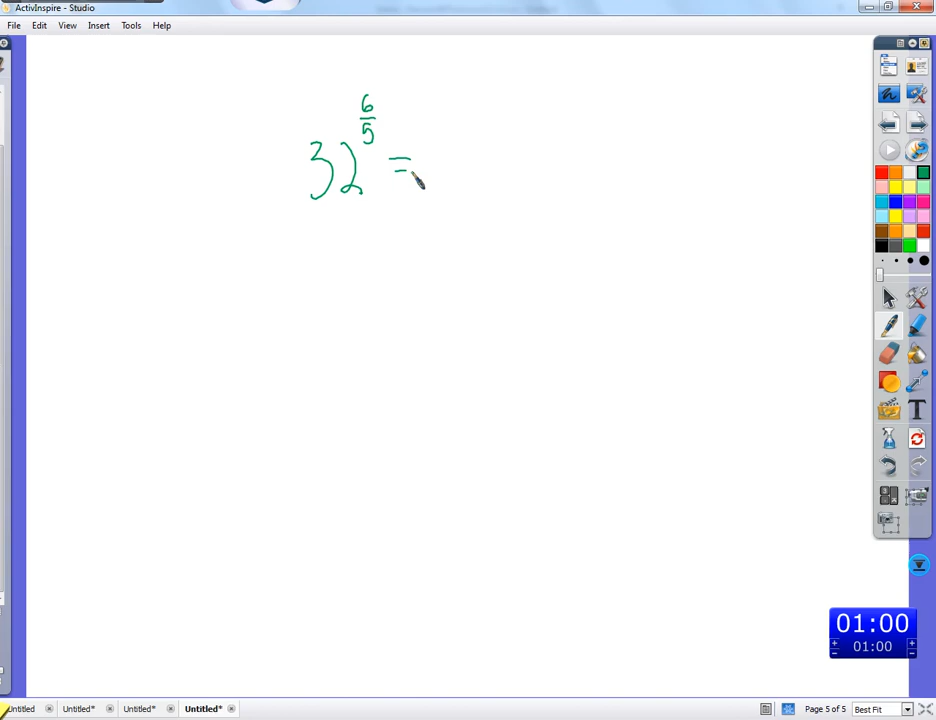 ActivInspire - Studio
File Edit View Insert Tools Help
32^(6/5) =
01:00
01:00
Untitled Untitled* Untitled* Untitled* Page 5 of 5 Best Fit